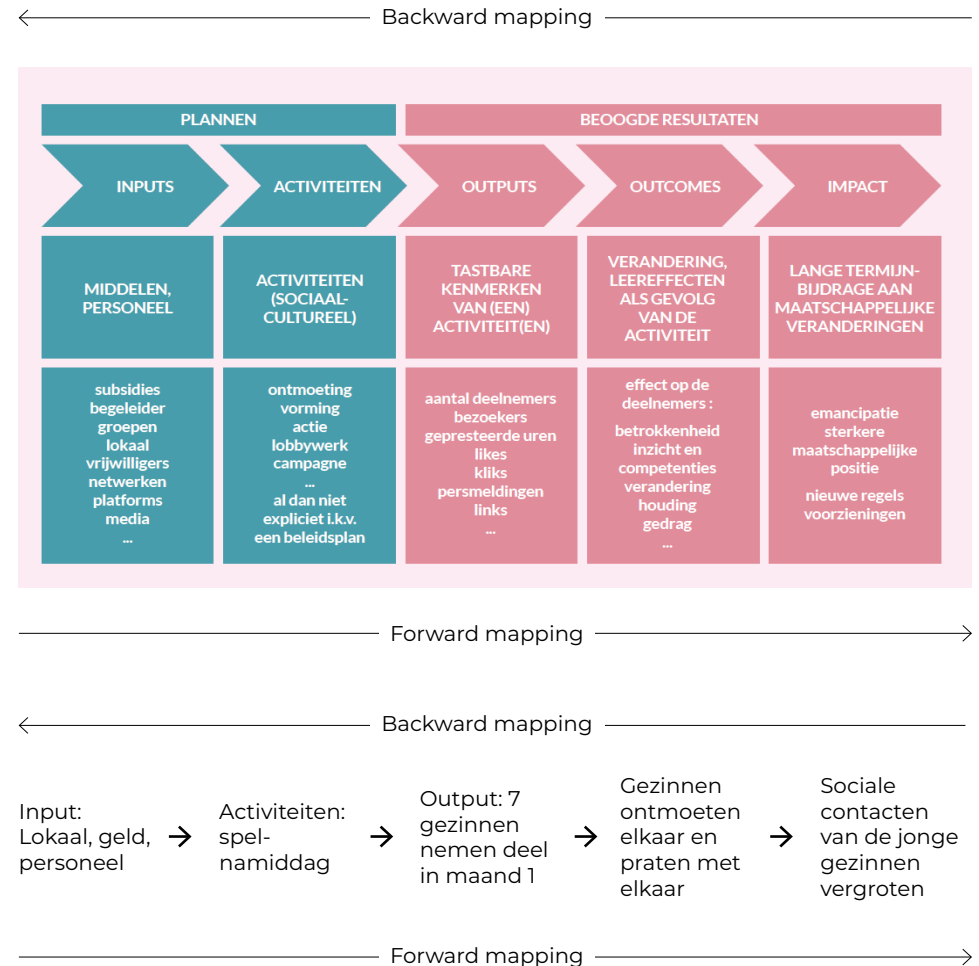 Backward mapping
PLANNEN
BEOOGDE RESULTATEN
INPUTS
ACTIVITEITEN
OUTPUTS
OUTCOMES
IMPACT
MIDDELEN,
PERSONEEL
ACTIVITEITEN
(SOCIAAL-
CULTUREEL)
TASTBARE
KENMERKEN
VAN (EEN)
ACTIVITEIT(EN)
VERANDERING,
LEEREFFECTEN
ALS GEVOLG
VAN DE
ACTIVITEIT
LANGE TERMIJN-
BIJDRAGE AAN
MAATSCHAPPELIJKE
VERANDERINGEN
subsidies
begeleider
groepen
lokaal
vrijwilligers
netwerken
platforms
media
...
ontmoeting
vorming
actie
lobbywerk
campagne
...
al dan niet
expliciet i.k.v.
een beleidsplan
aantal deelnemers
bezoekers
gepresteerde uren
likes
kliks
persmeldingen
links
...
effect op de
deelnemers :
betrokkenheid
inzicht en
competenties
verandering
houding
gedrag
...
emancipatie
sterkere
maatschappelijke
positie
nieuwe regels
voorzieningen
Forward mapping
Backward mapping
Input:
Lokaal, geld,
personeel
Activiteiten:
spel-
namiddag
Output: 7
gezinnen
nemen deel
in maand 1
Gezinnen
ontmoeten
elkaar en
praten met
elkaar
Sociale
contacten
van de jonge
gezinnen
vergroten
Forward mapping